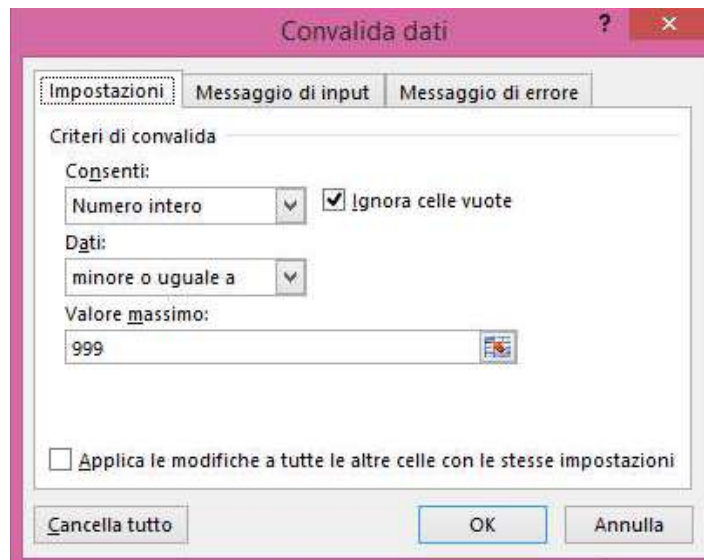 Convalida dati
?
Impostazioni Messaggio di input Messaggio di errore
Criteri di convalida
Consenti:
Numero intero Ignora celle vuote
Dati:
minore o uguale a
Valore massimo:
999
Applica le modifiche a tutte le altre celle con le stesse impostazioni
Cancella tutto OK Annulla